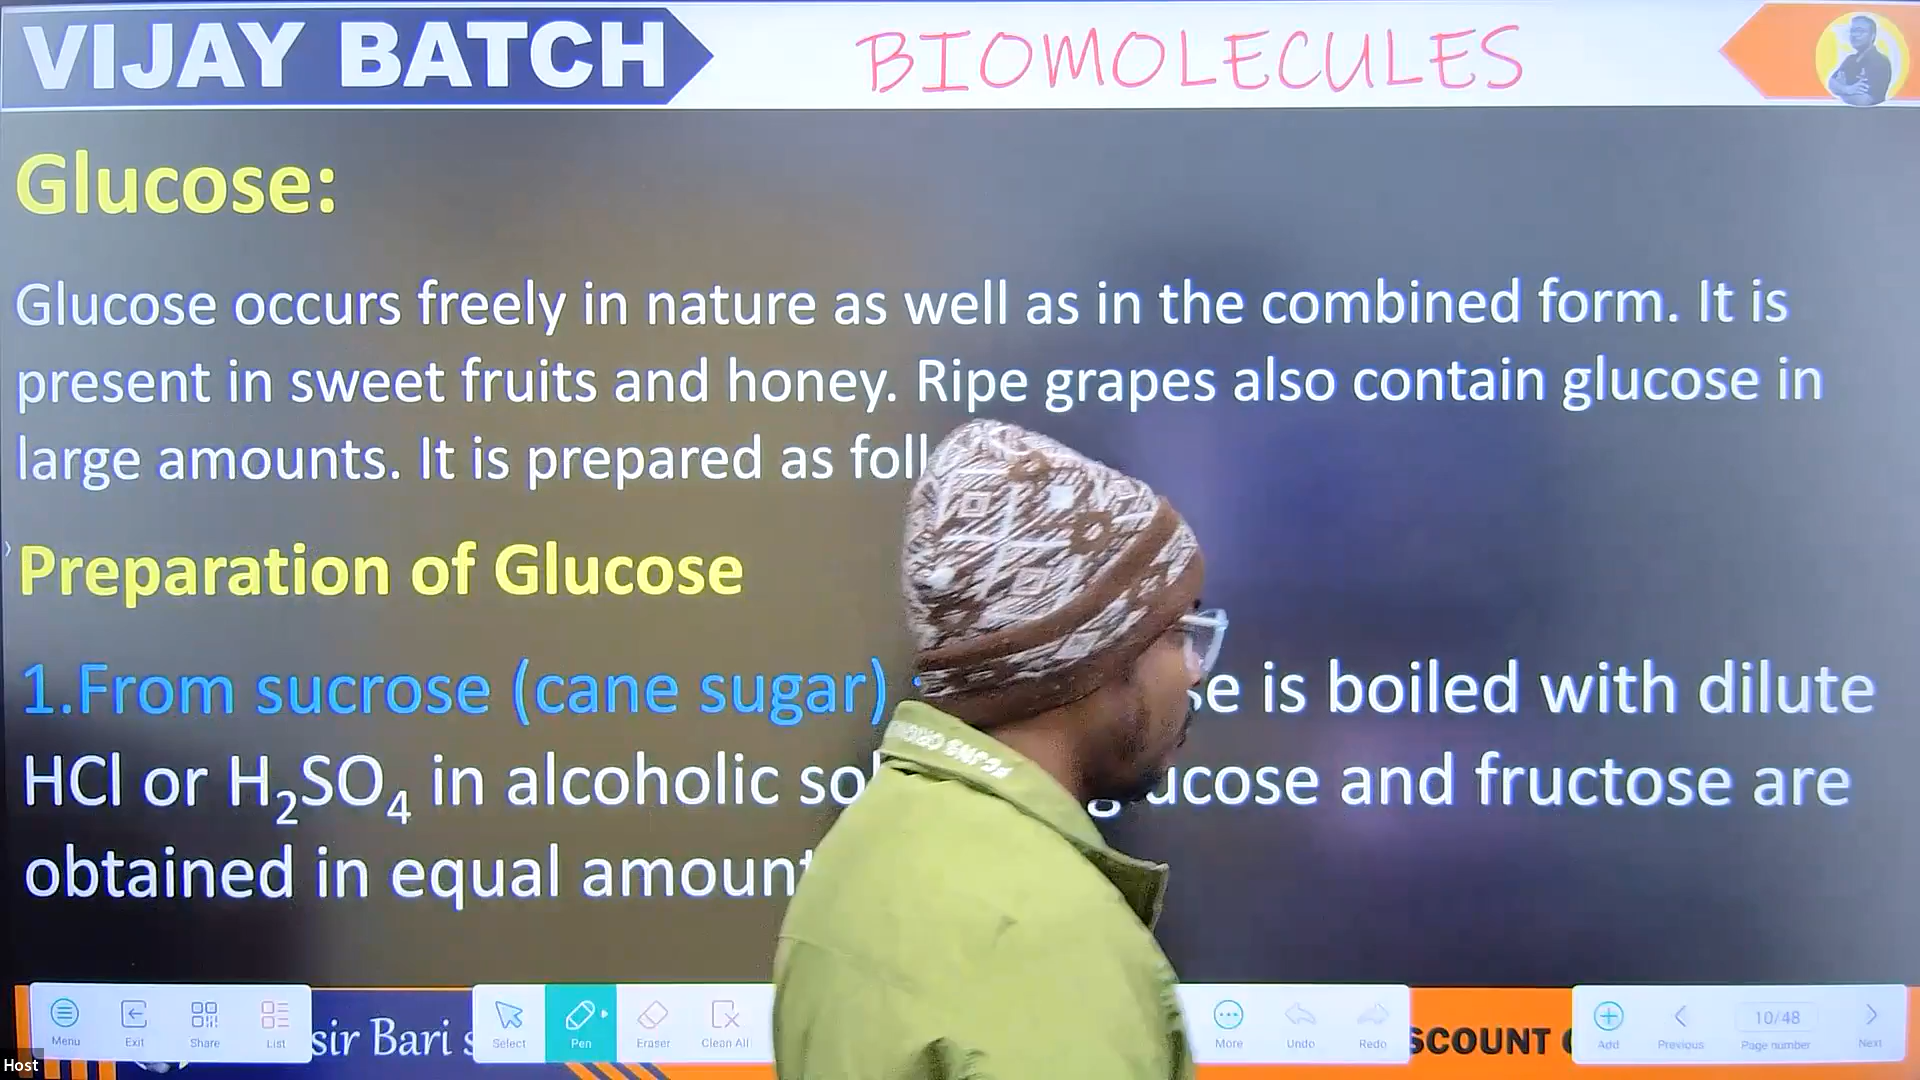 VIJAY BATCH
BIOMOLECULES
Glucose:
Glucose occurs freely in nature as well as in the combined form. It is
present in sweet fruits and honey. Ripe grapes also contain glucose in
large amounts. It is prepared as foll
Preparation of Glucose
1.From sucrose (cane sugar) is boiled with dilute
HCl or H₂SO₄ in alcoholic and fructose are
obtained in equal
sir Bari
Menu Exit Share List
Select Pen Eraser Clean All
More Undo Redo
Add Previous 10/48 Page number Next
Host